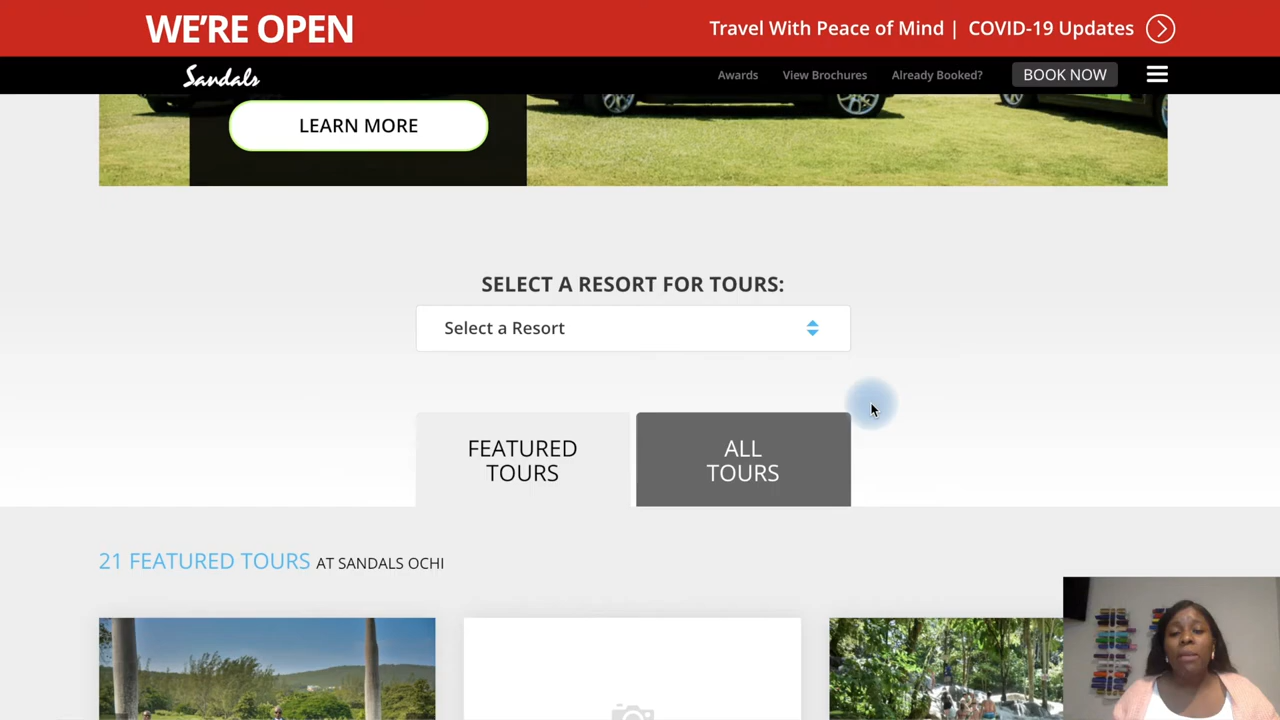 WE'RE OPEN
Travel With Peace of Mind | COVID-19 Updates
Sandals
Awards
View Brochures
Already Booked?
BOOK NOW
LEARN MORE
SELECT A RESORT FOR TOURS:
Select a Resort
FEATURED
TOURS
ALL
TOURS
21 FEATURED TOURS AT SANDALS OCHI